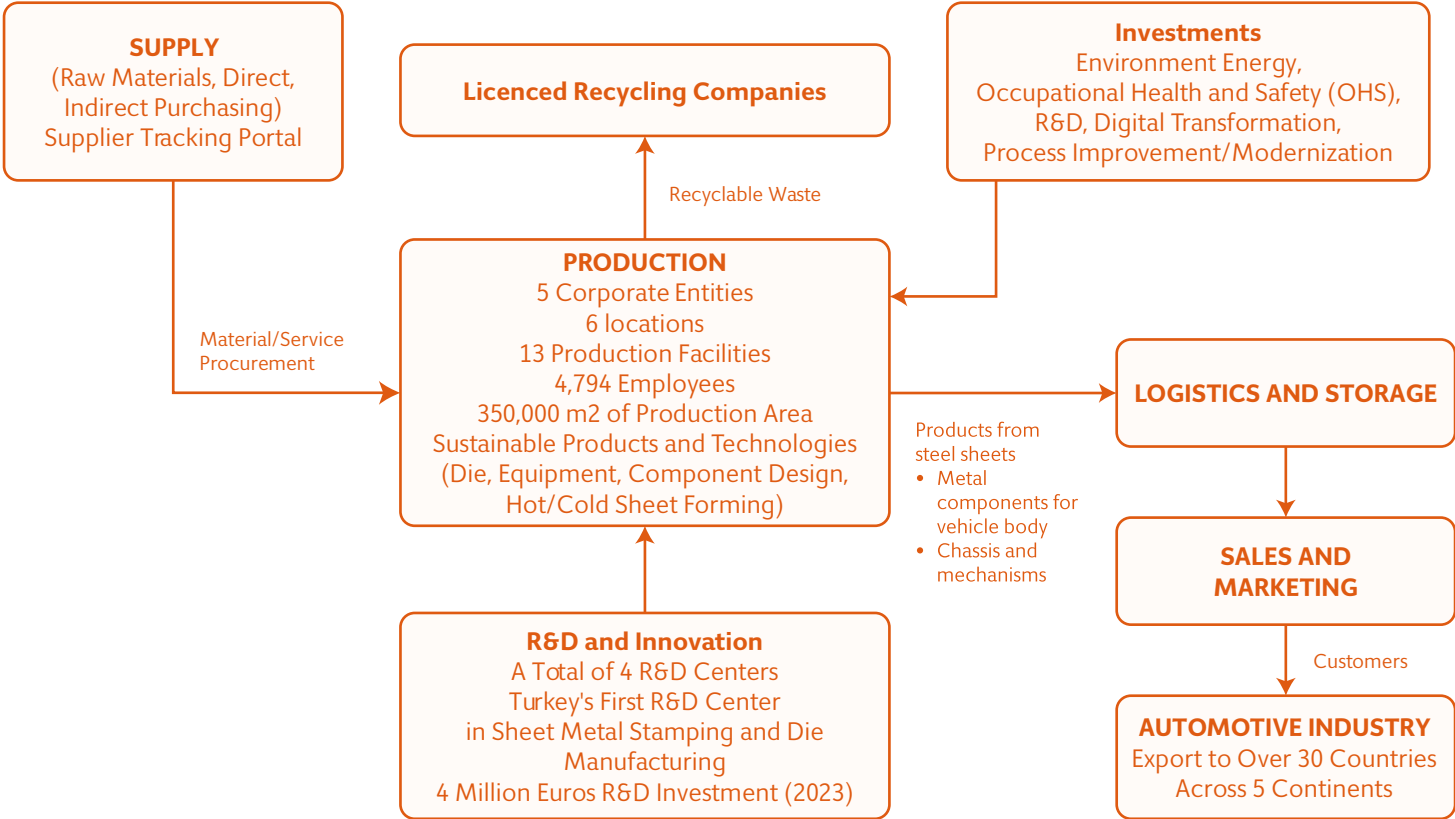 SUPPLY
(Raw Materials, Direct,
Indirect Purchasing)
Supplier Tracking Portal
Licenced Recycling Companies
Investments
Environment Energy,
Occupational Health and Safety (OHS),
R&D, Digital Transformation,
Process Improvement/Modernization
Recyclable Waste
Material/Service
Procurement
PRODUCTION
5 Corporate Entities
6 locations
13 Production Facilities
4,794 Employees
350,000 m2 of Production Area
Sustainable Products and Technologies
(Die, Equipment, Component Design,
Hot/Cold Sheet Forming)
Products from
steel sheets
• Metal
components for
vehicle body
• Chassis and
mechanisms
LOGISTICS AND STORAGE
SALES AND
MARKETING
Customers
AUTOMOTIVE INDUSTRY
Export to Over 30 Countries
Across 5 Continents
R&D and Innovation
A Total of 4 R&D Centers
Turkey's First R&D Center
in Sheet Metal Stamping and Die
Manufacturing
4 Million Euros R&D Investment (2023)